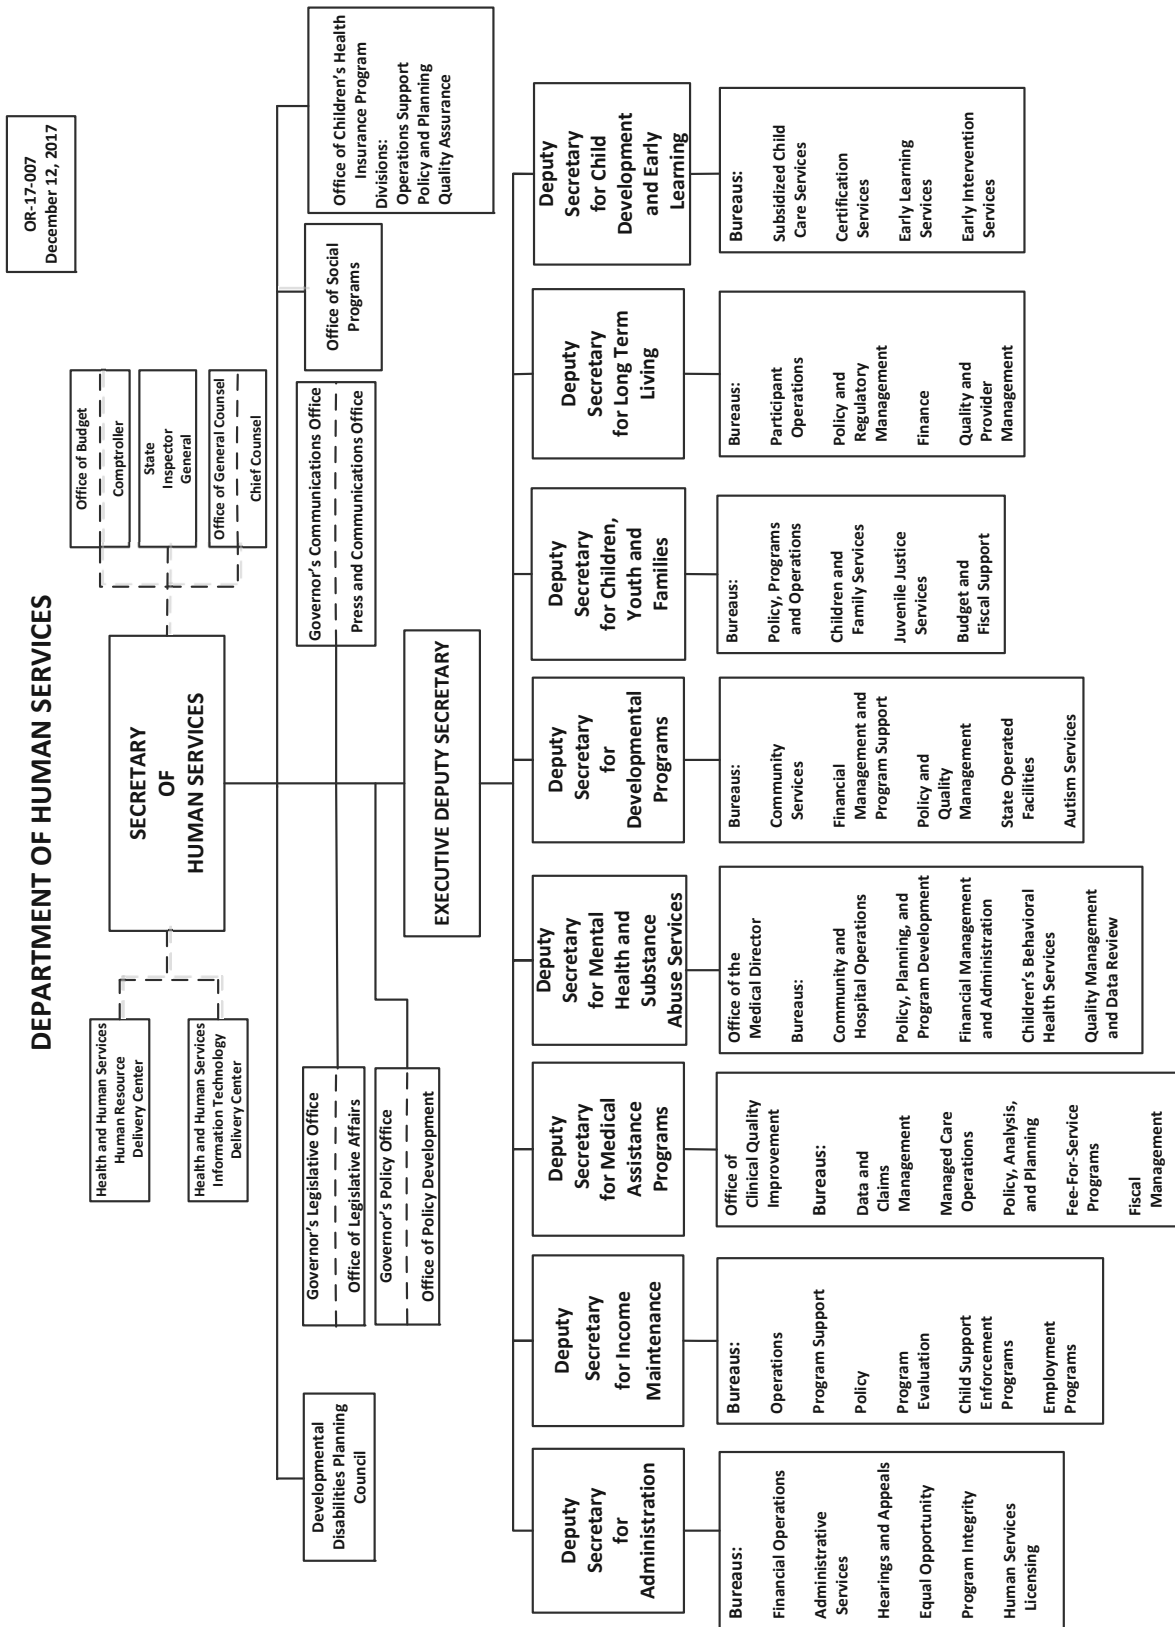 OR-17-007
December 12, 2017
DEPARTMENT OF HUMAN SERVICES
Health and Human Services
Human Resource
Delivery Center
Health and Human Services
Information Technology
Delivery Center
SECRETARY
OF
HUMAN SERVICES
Office of Budget
Comptroller
State
Inspector
General
Office of General Counsel
Chief Counsel
Developmental
Disabilities Planning
Council
Governor's Legislative Office
Office of Legislative Affairs
Governor's Policy Office
Office of Policy Development
Governor's Communications Office
Press and Communications Office
Office of Social
Programs
Office of Children's Health
Insurance Program
Divisions:
Operations Support
Policy and Planning
Quality Assurance
EXECUTIVE DEPUTY SECRETARY
Deputy
Secretary
for
Administration
Bureaus:
Financial Operations
Administrative
Services
Hearings and Appeals
Equal Opportunity
Program Integrity
Human Services
Licensing
Deputy
Secretary
for Income
Maintenance
Bureaus:
Operations
Program Support
Policy
Program
Evaluation
Child Support
Enforcement
Programs
Employment
Programs
Deputy
Secretary
for Medical
Assistance
Programs
Office of
Clinical Quality
Improvement
Bureaus:
Data and
Claims
Management
Managed Care
Operations
Policy, Analysis,
and Planning
Fee-For-Service
Programs
Fiscal
Management
Deputy
Secretary
for Mental
Health and
Substance
Abuse Services
Office of the
Medical Director
Bureaus:
Community and
Hospital Operations
Policy, Planning, and
Program Development
Financial Management
and Administration
Children's Behavioral
Health Services
Quality Management
and Data Review
Deputy
Secretary
for
Developmental
Programs
Bureaus:
Community
Services
Financial
Management and
Program Support
Policy and
Quality
Management
State Operated
Facilities
Autism Services
Deputy
Secretary
for Children,
Youth and
Families
Bureaus:
Policy, Programs
and Operations
Children and
Family Services
Juvenile Justice
Services
Budget and
Fiscal Support
Deputy
Secretary
for Long Term
Living
Bureaus:
Participant
Operations
Policy and
Regulatory
Management
Finance
Quality and
Provider
Management
Deputy
Secretary
for Child
Development
and Early
Learning
Bureaus:
Subsidized Child
Care Services
Certification
Services
Early Learning
Services
Early Intervention
Services